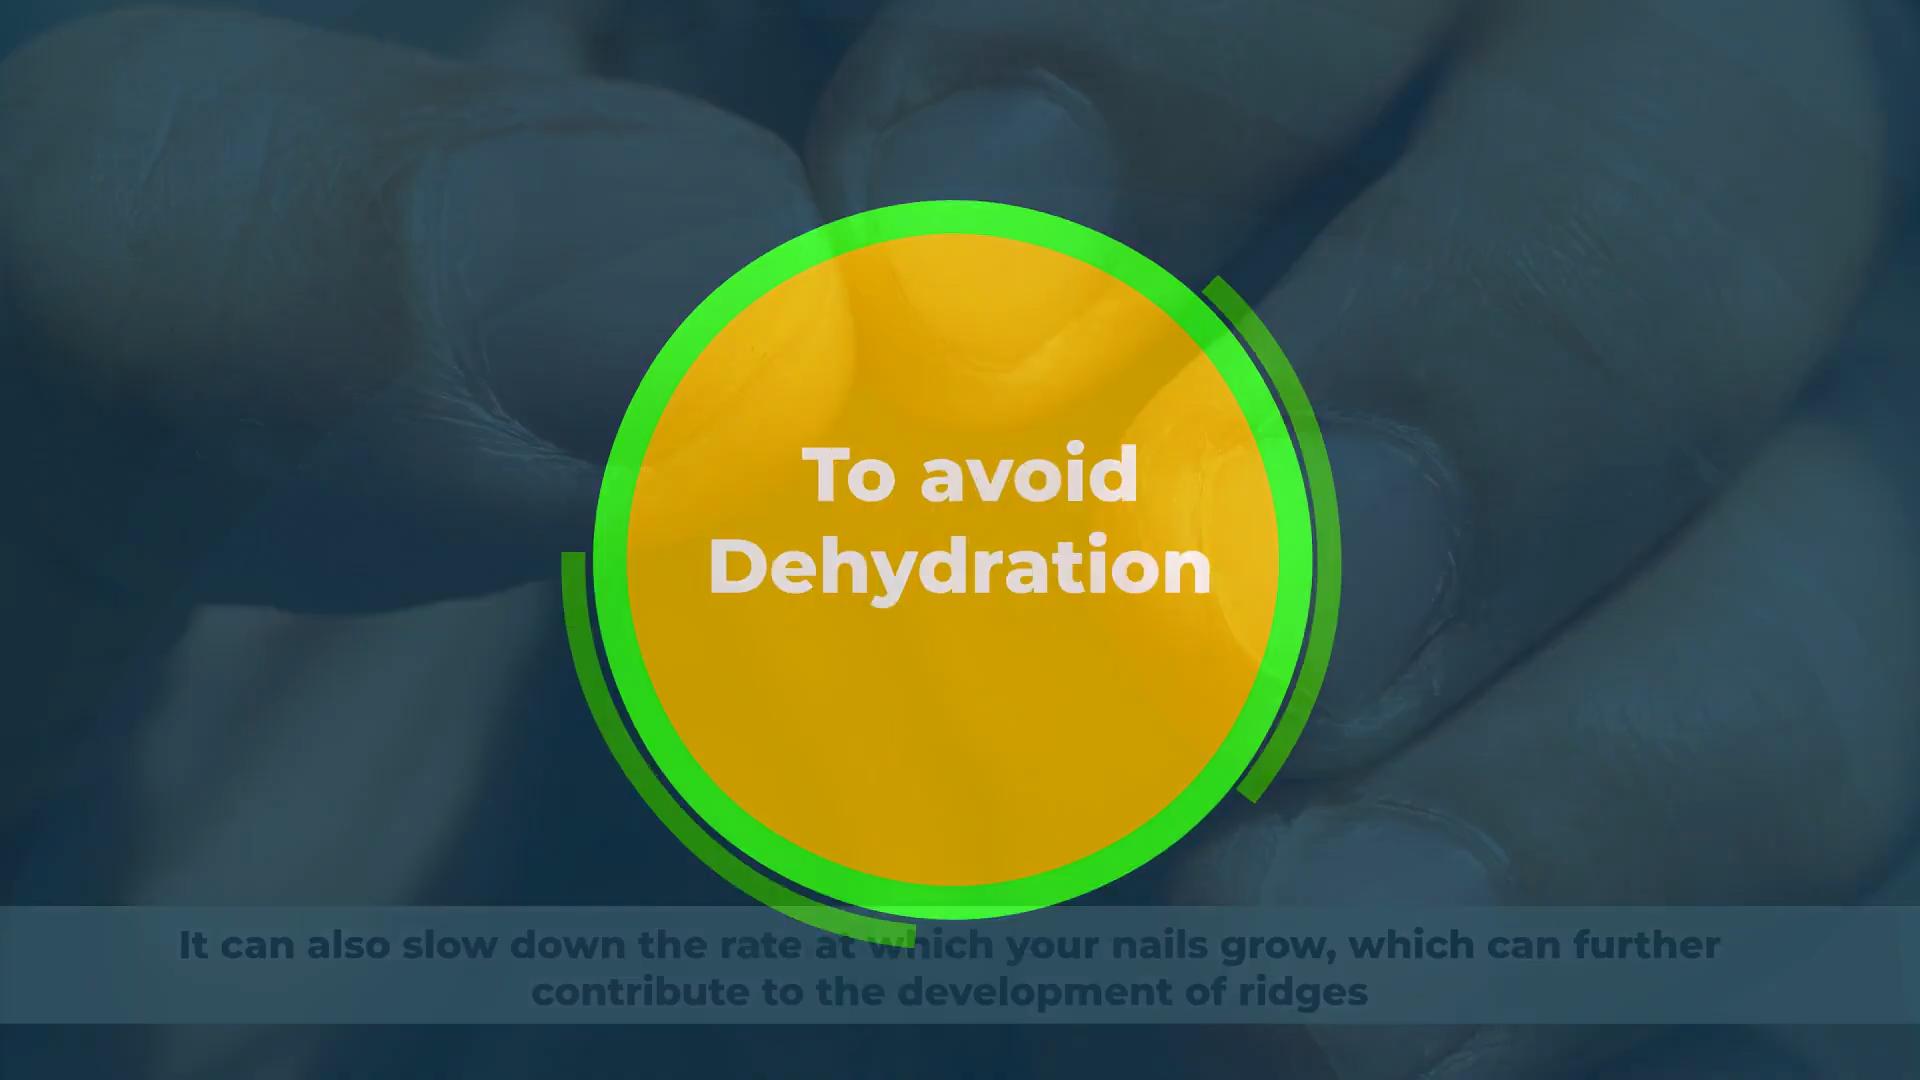 To avoid
Dehydration
It can also slow down the rate at which your nails grow, which can further
contribute to the development of ridges